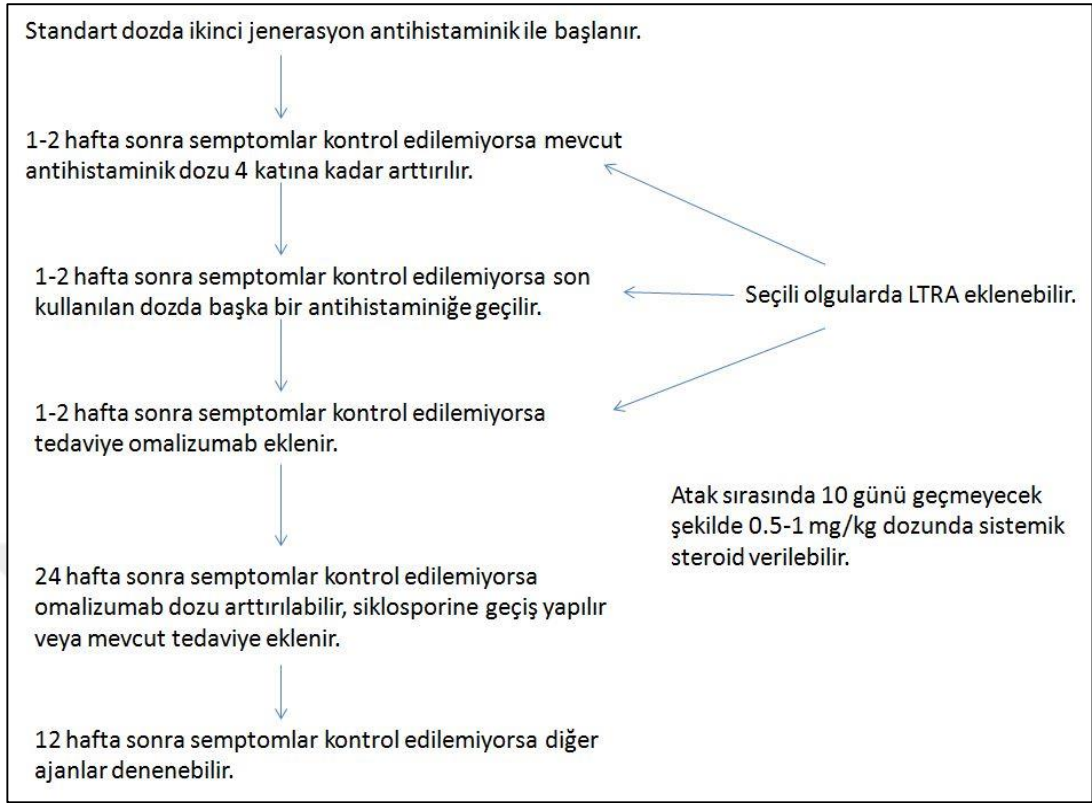 Standart dozda ikinci jenerasyon antihistaminik ile başlanır.
1-2 hafta sonra semptomlar kontrol edilemiyorsa mevcut
antihistaminik dozu 4 katına kadar arttırılır.
1-2 hafta sonra semptomlar kontrol edilemiyorsa son
kullanılan dozda başka bir antihistaminiğe geçilir.
Seçili olgularda LTRA eklenebilir.
1-2 hafta sonra semptomlar kontrol edilemiyorsa
tedaviye omalizumab eklenir.
Atak sırasında 10 günü geçmeyecek
şekilde 0.5-1 mg/kg dozunda sistemik
steroid verilebilir.
24 hafta sonra semptomlar kontrol edilemiyorsa
omalizumab dozu arttırılabilir, siklosporine geçiş yapılır
veya mevcut tedaviye eklenir.
12 hafta sonra semptomlar kontrol edilemiyorsa diğer
ajanlar denenebilir.